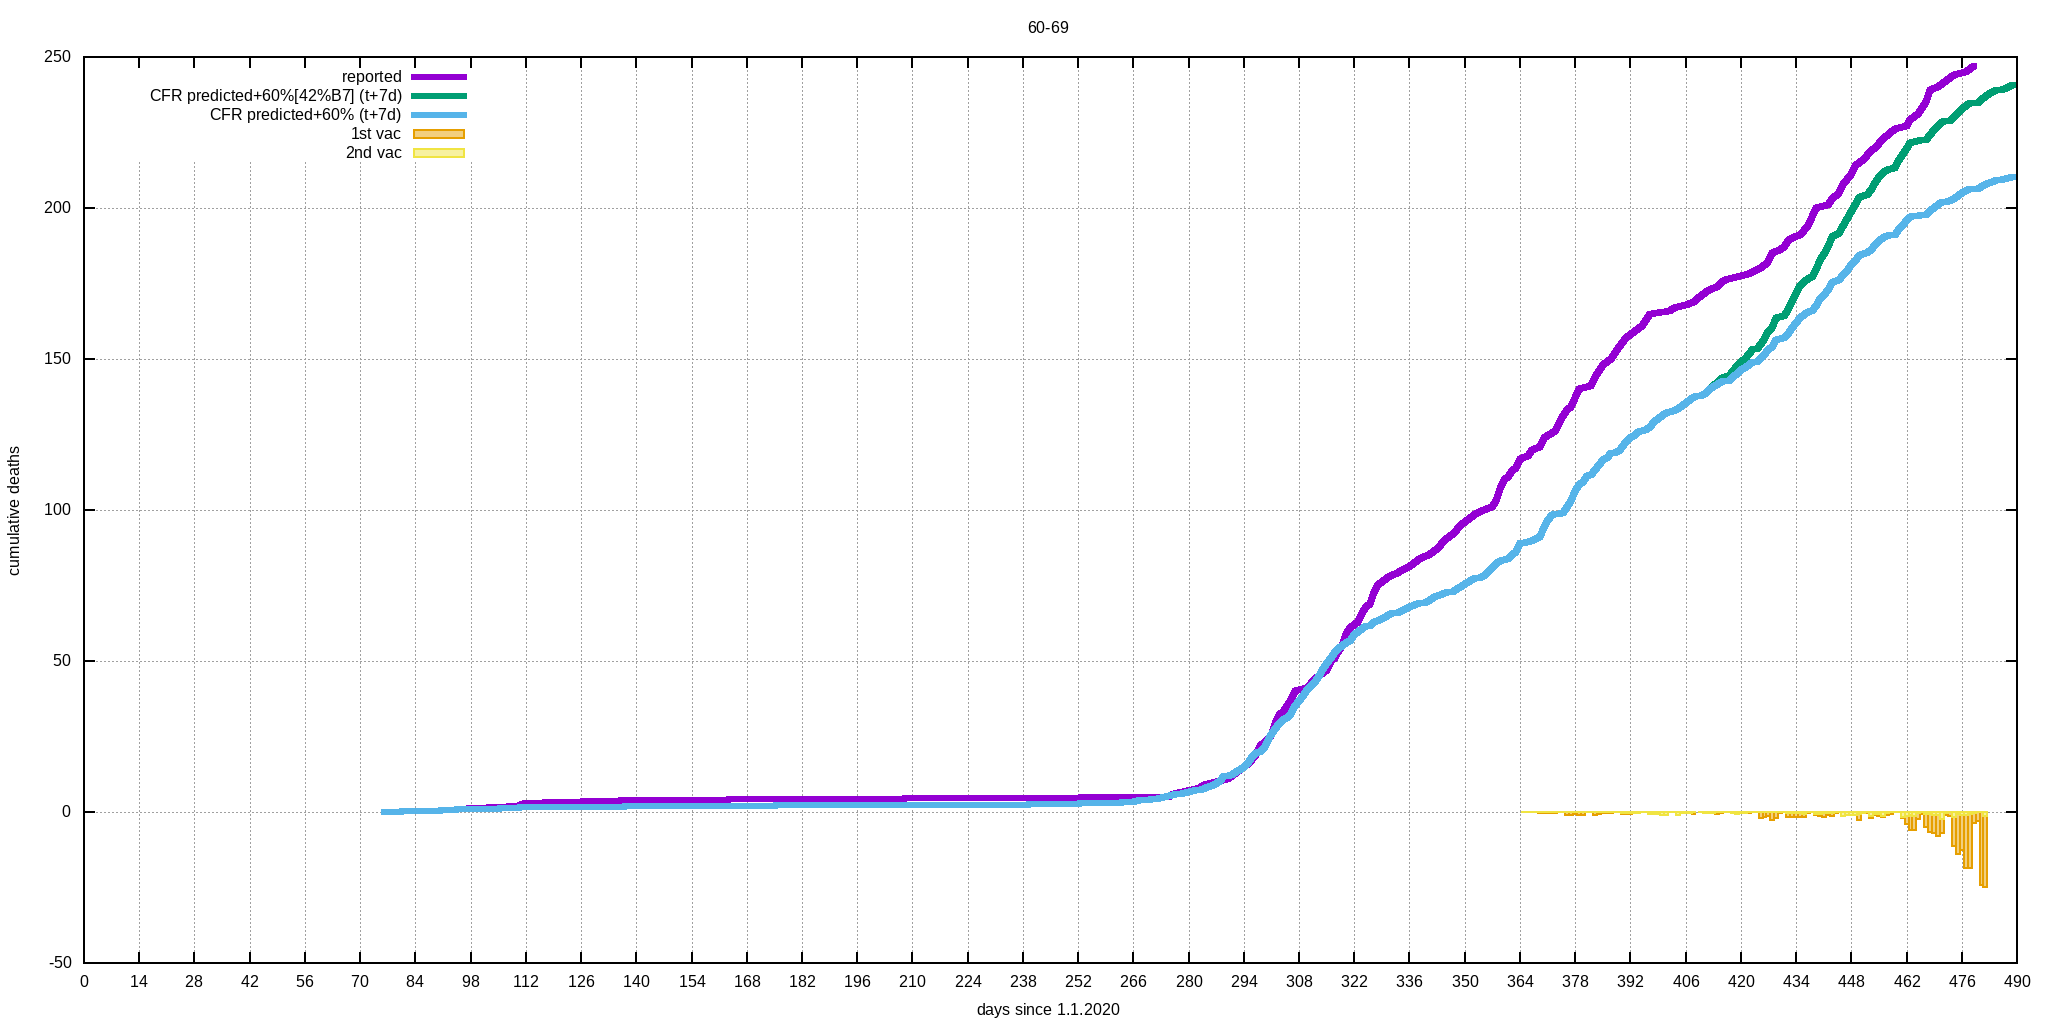 60-69
reported
CFR predicted+60%[42%B7] (t+7d)
CFR predicted+60% (t+7d)
1st vac
2nd vac
250
200
150
100
50
0
-50
cumulative deaths
0 14 28 42 56 70 84 98 112 126 140 154 168 182 196 210 224 238 252 266 280 294 308 322 336 350 364 378 392 406 420 434 448 462 476 490
days since 1.1.2020